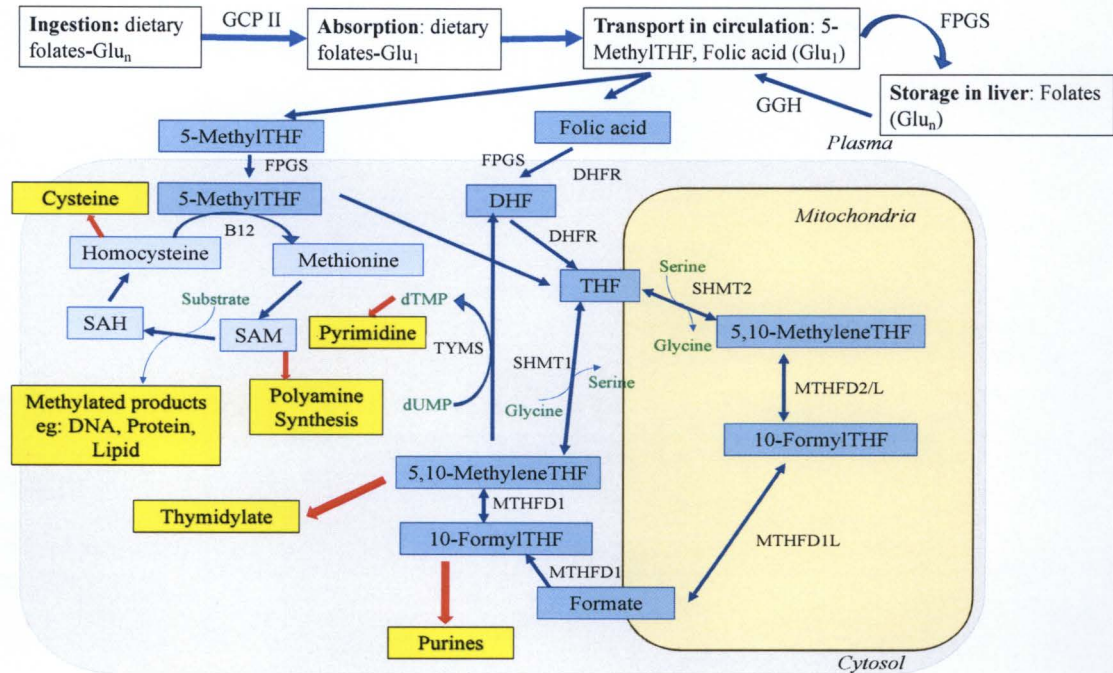 Ingestion: dietary
folates-Gluₙ
GCP II
Absorption: dietary
folates-Glu₁
Transport in circulation: 5-
MethylTHF, Folic acid (Glu₁)
FPGS
GGH
Storage in liver: Folates
(Gluₙ)
Plasma
5-MethylTHF
Folic acid
FPGS
FPGS
DHFR
Cysteine
5-MethylTHF
DHF
Mitochondria
B12
DHFR
Homocysteine
Methionine
THF
Serine
SHMT2
Substrate
dTMP
SAH
SAM
Pyrimidine
TYMS
SHMT1
Glycine
5,10-MethyleneTHF
Serine
MTHFD2/L
Methylated products
eg: DNA, Protein,
Lipid
Polyamine
Synthesis
dUMP
Glycine
10-FormylTHF
5,10-MethyleneTHF
MTHFD1
Thymidylate
10-FormylTHF
MTHFD1L
MTHFD1
Formate
Purines
Cytosol